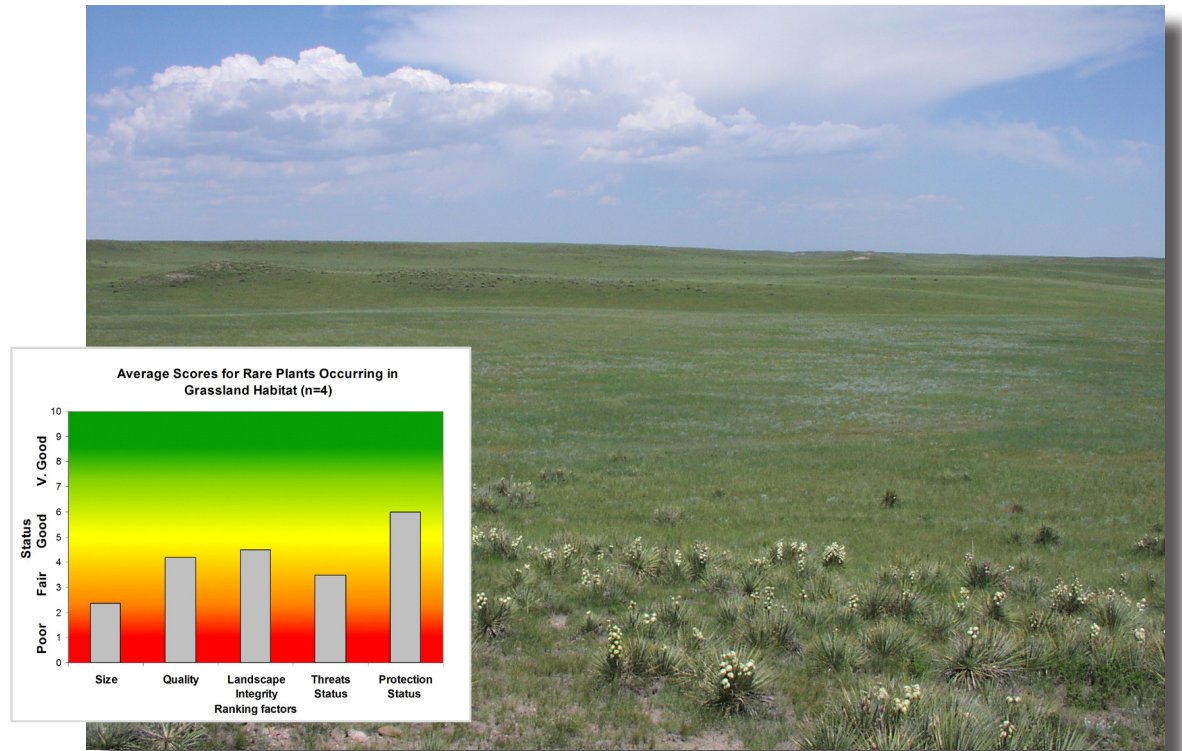 Average Scores for Rare Plants Occurring in
Grassland Habitat (n=4)
10
9
8
7
6
5
4
3
2
1
0
Status
V. Good
Good
Fair
Poor
Size
Quality
Landscape
Integrity
Threats
Status
Protection
Status
Ranking factors